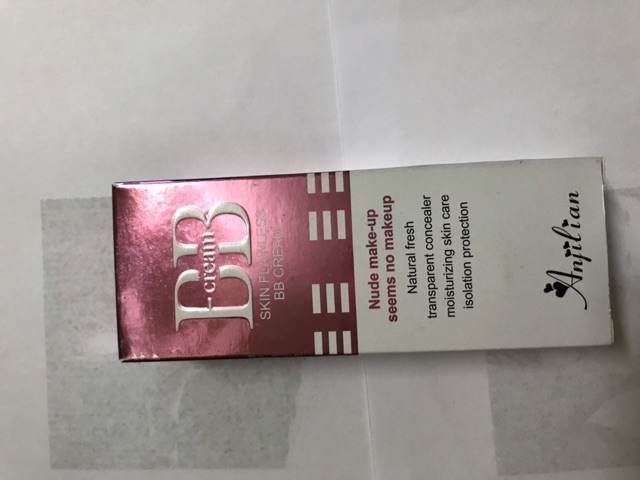 BB
cream
SKIN FLAWLESS
BB CREAM
Nude make-up
seems no makeup
Natural fresh
transparent concealer
moisturizing skin care
isolation protection
Anjilian